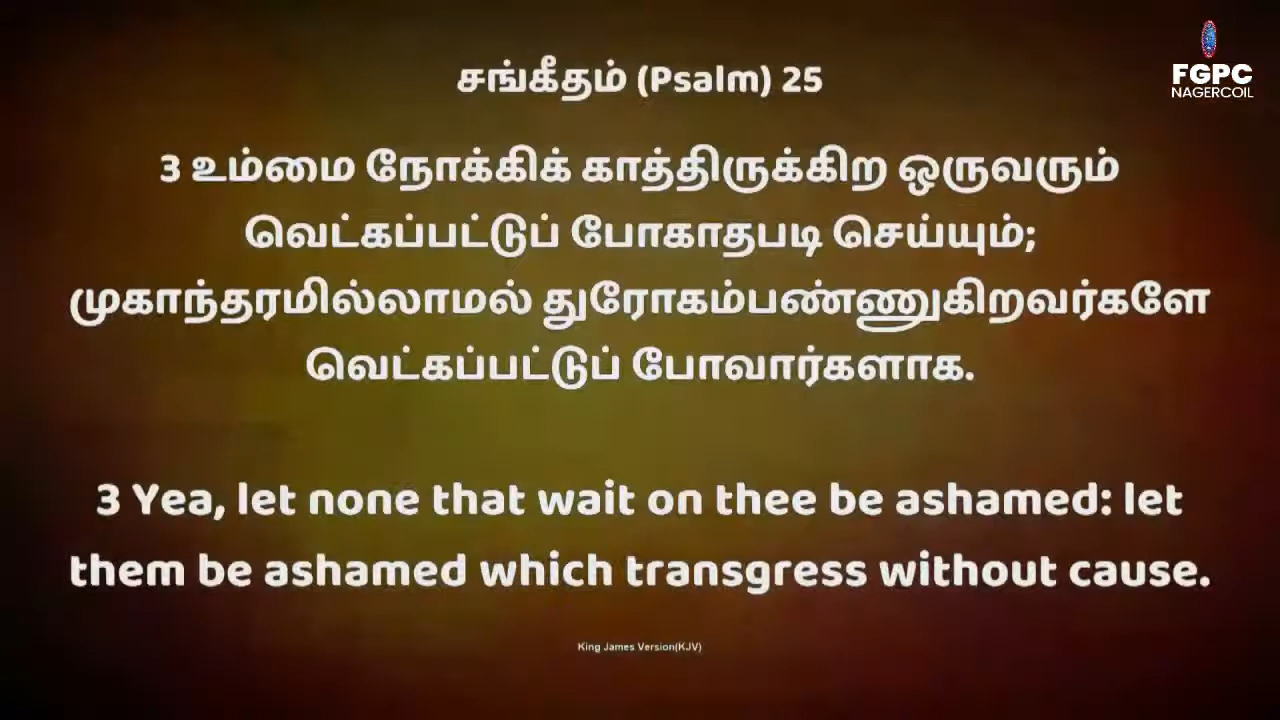 சங்கீதம் (Psalm) 25
FGPC
NAGERCOIL
3 உம்மை நோக்கிக் காத்திருக்கிற ஒருவரும்
வெட்கப்பட்டுப் போகாதபடி செய்யும்;
முகாந்தரமில்லாமல் துரோகம்பண்ணுகிறவர்களே
வெட்கப்பட்டுப் போவார்களாக.
3 Yea, let none that wait on thee be ashamed: let
them be ashamed which transgress without cause.
King James Version(KJV)